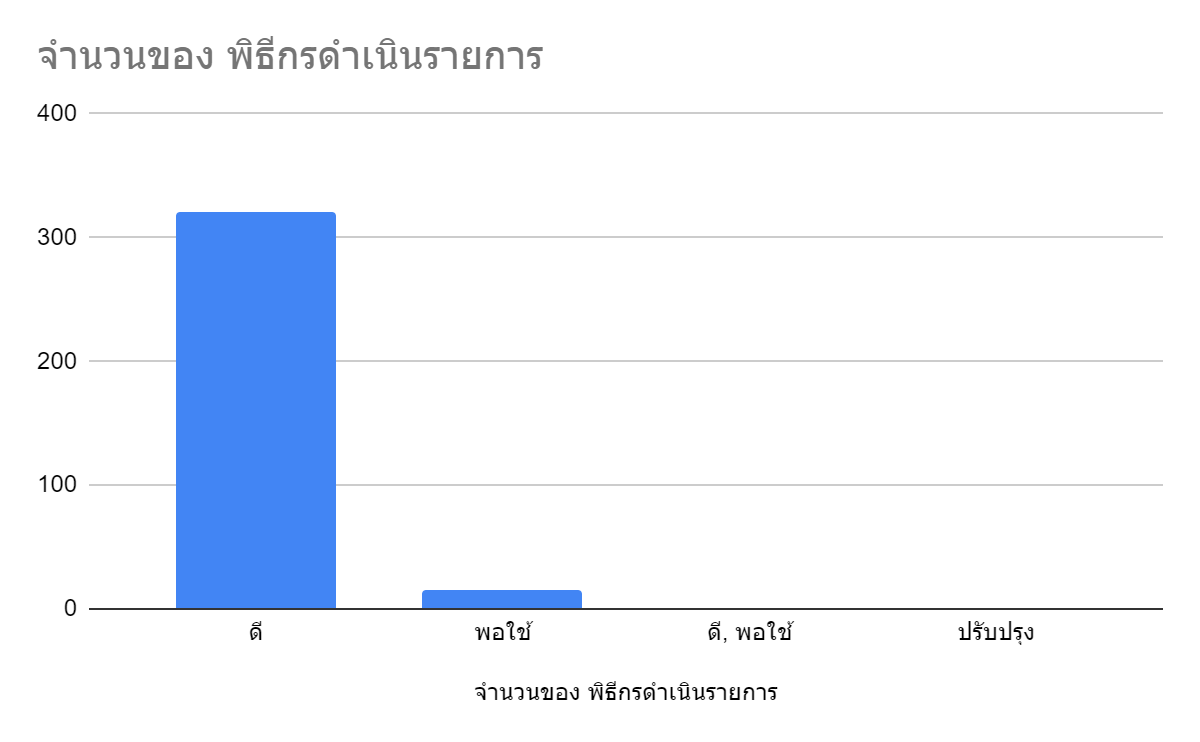 จำนวนของ พิธีกรดำเนินรายการ
400
300
200
100
0
ดี
พอใช้
ดี, พอใช้
ปรับปรุง
จำนวนของ พิธีกรดำเนินรายการ